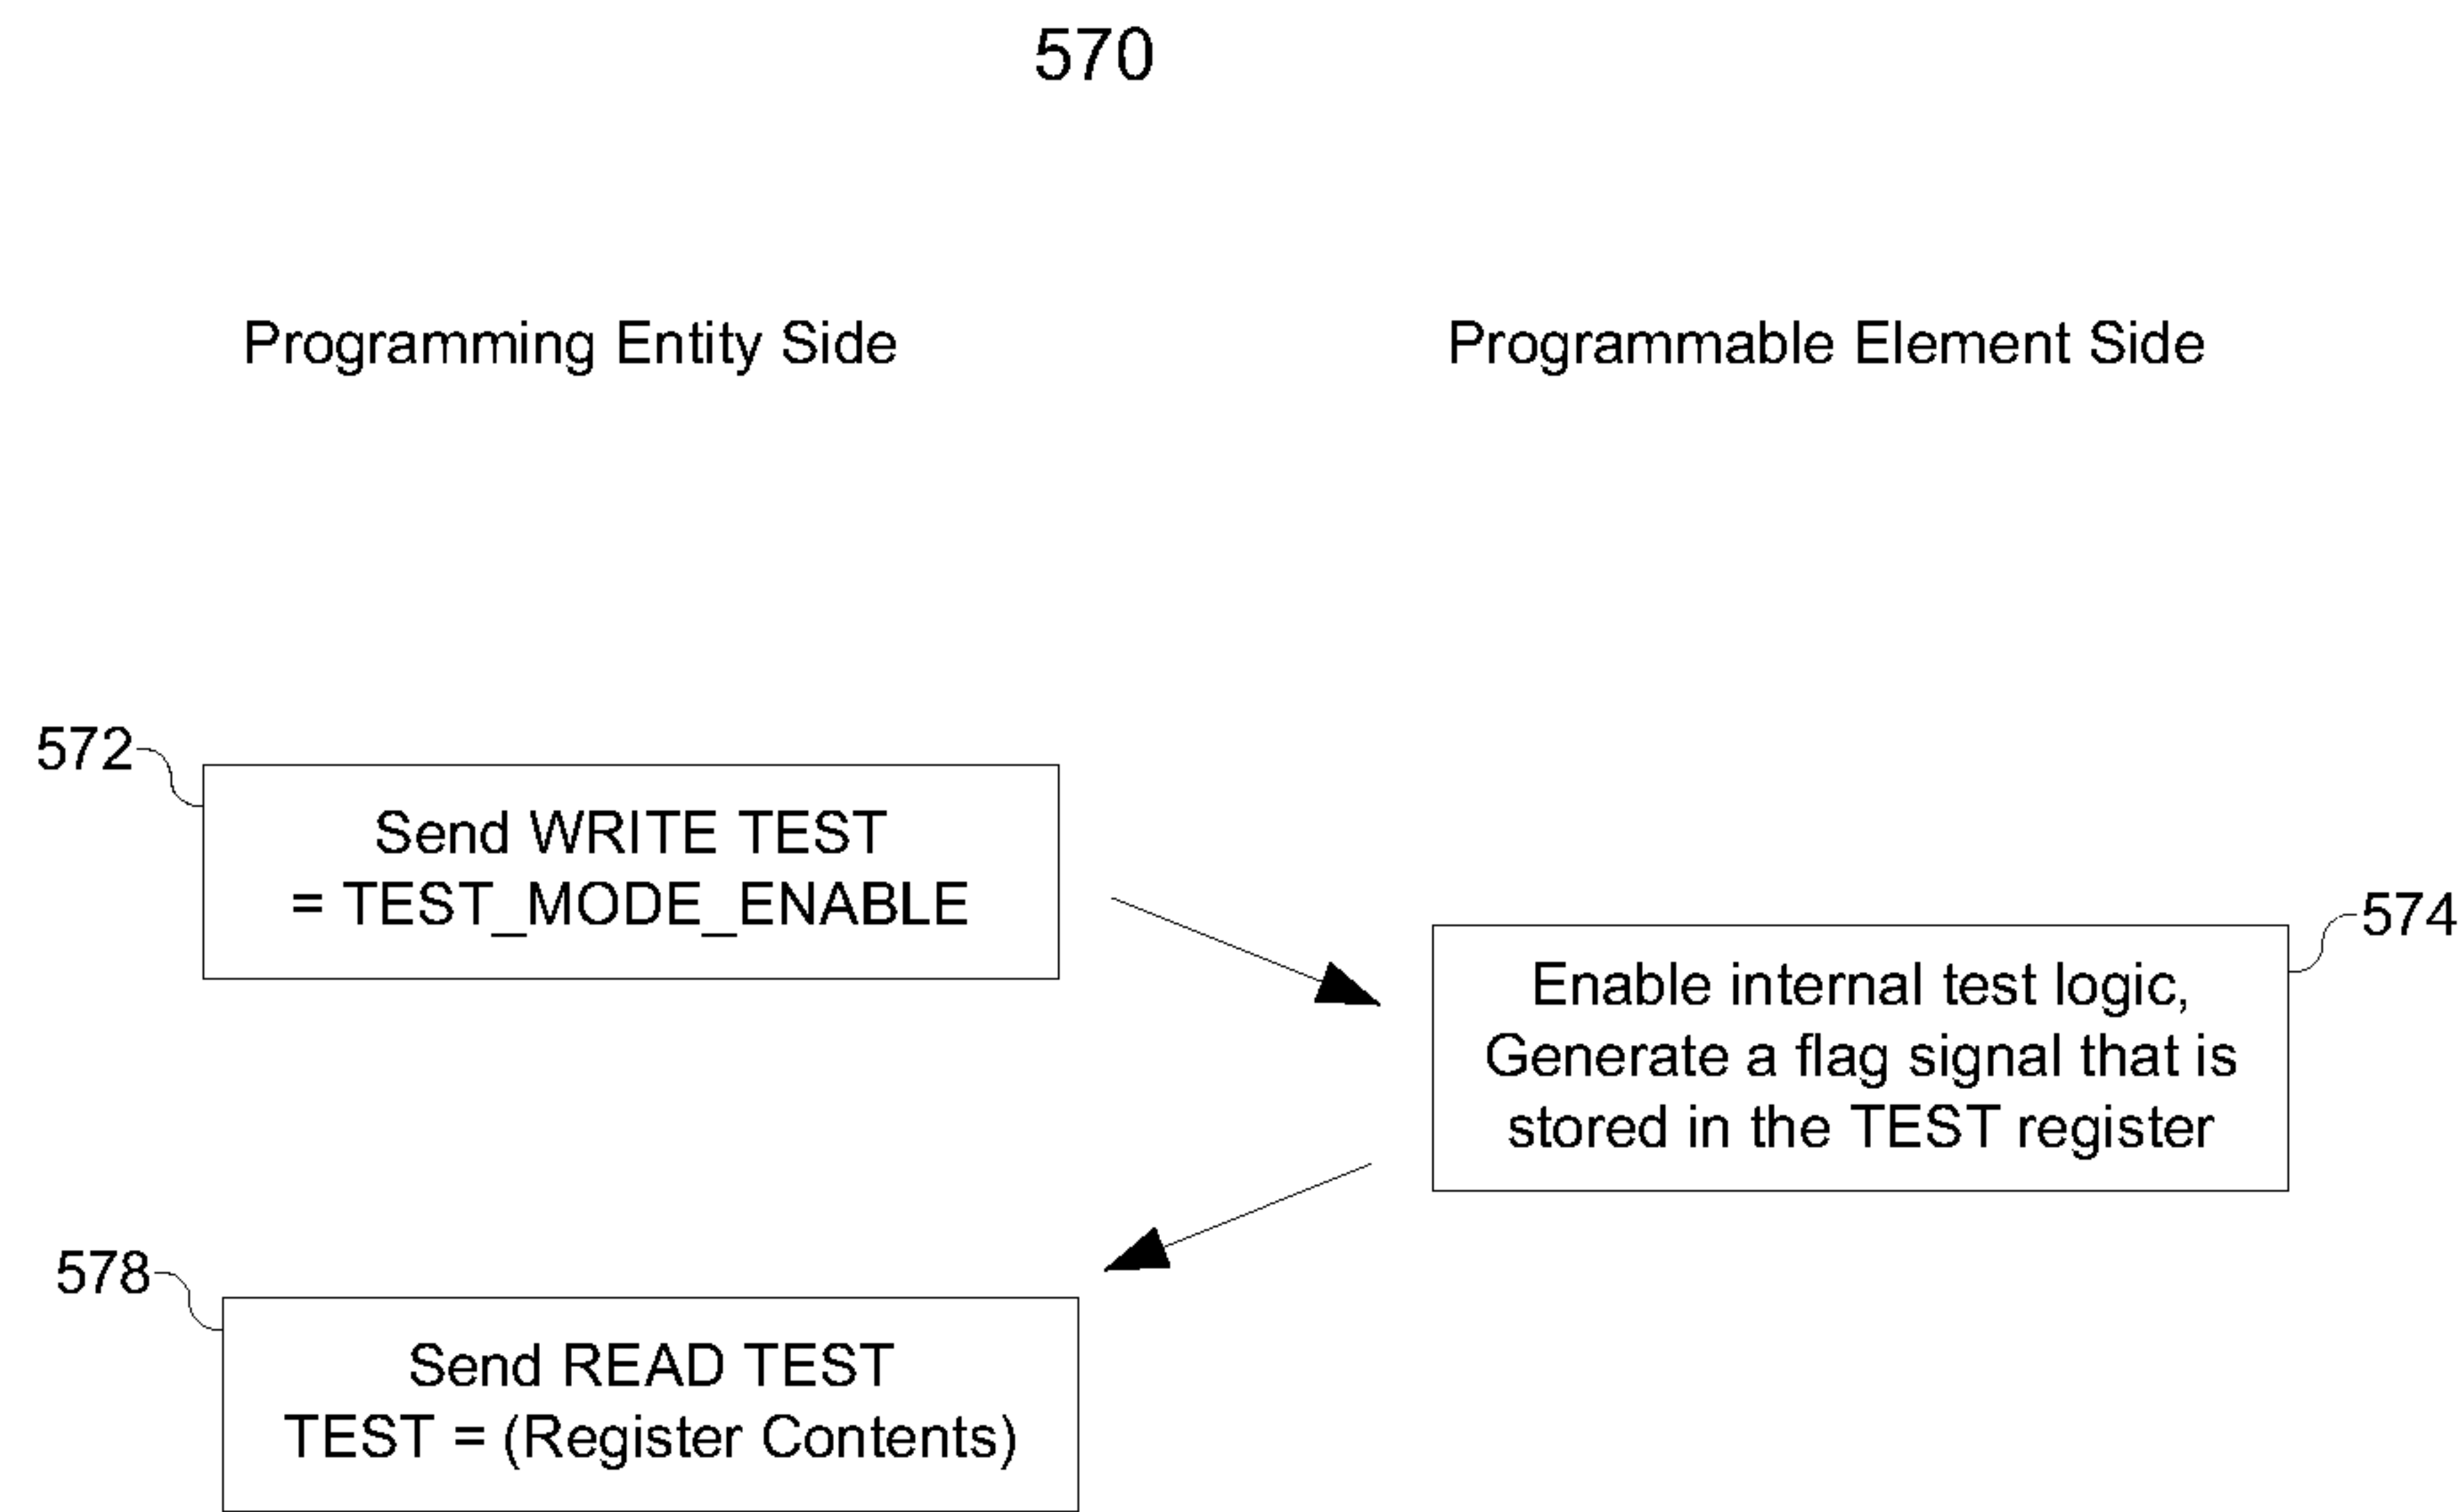 570
Programming Entity Side
Programmable Element Side
572
Send WRITE TEST
= TEST_MODE_ENABLE
574
Enable internal test logic,
Generate a flag signal that is
stored in the TEST register
578
Send READ TEST
TEST = (Register Contents)